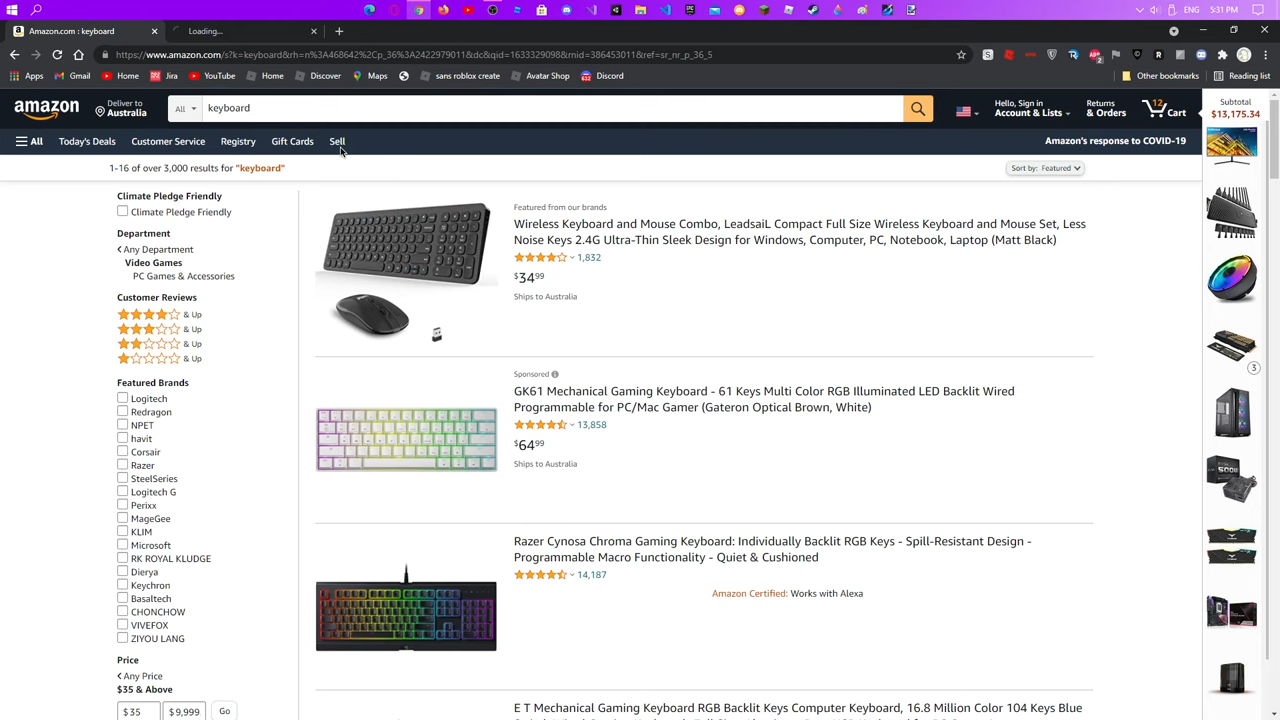 ENG 5:31 PM
Amazon.com : keyboard
Loading...
https://www.amazon.com/s?k=keyboard&rh=n%3A468642%2Cp_36%3A2422979011&dc&qid=1633329098&rnid=386453011&ref=sr_nr_p_36_5
Apps Gmail Home Jira YouTube Home Discover Maps sans roblox create Avatar Shop Discord Other bookmarks Reading list
amazon
Deliver to
Australia
All keyboard
Hello, Sign in
Account & Lists
Returns
& Orders
12
Cart
Subtotal
$13,175.34
All Today's Deals Customer Service Registry Gift Cards Sell Amazon's response to COVID-19
1-16 of over 3,000 results for "keyboard" Sort by: Featured
Climate Pledge Friendly
Climate Pledge Friendly
Department
Any Department
Video Games
PC Games & Accessories
Customer Reviews
& Up
& Up
& Up
& Up
Featured Brands
Logitech
Redragon
NPET
havit
Corsair
Razer
SteelSeries
Logitech G
Perixx
MageGee
KLIM
Microsoft
RK ROYAL KLUDGE
Dierya
Keychron
Basaltech
CHONCHOW
VIVEFOX
ZIYOU LANG
Price
Any Price
$35 & Above
$35 $9,999 Go
Featured from our brands
Wireless Keyboard and Mouse Combo, LeadsaiL Compact Full Size Wireless Keyboard and Mouse Set, Less
Noise Keys 2.4G Ultra-Thin Sleek Design for Windows, Computer, PC, Notebook, Laptop (Matt Black)
1,832
$34.99
Ships to Australia
Sponsored
GK61 Mechanical Gaming Keyboard - 61 Keys Multi Color RGB Illuminated LED Backlit Wired
Programmable for PC/Mac Gamer (Gateron Optical Brown, White)
13,858
$64.99
Ships to Australia
Razer Cynosa Chroma Gaming Keyboard: Individually Backlit RGB Keys - Spill-Resistant Design -
Programmable Macro Functionality - Quiet & Cushioned
14,187
Amazon Certified: Works with Alexa
E T Mechanical Gaming Keyboard RGB Backlit Keys Computer Keyboard, 16.8 Million Color 104 Keys Blue
3
500W